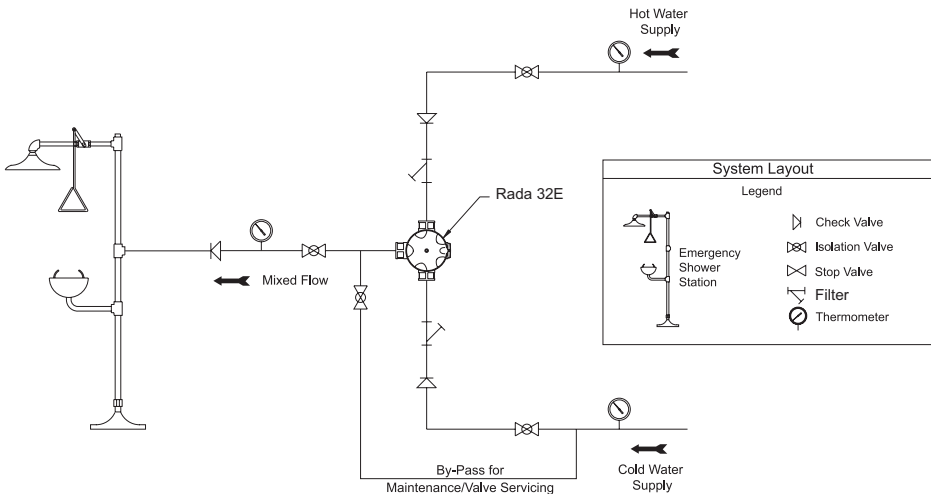 Hot Water
Supply
Rada 32E
Mixed Flow
By-Pass for
Maintenance/Valve Servicing
Cold Water
Supply
System Layout
Legend
Emergency
Shower
Station
Check Valve
Isolation Valve
Stop Valve
Filter
Thermometer